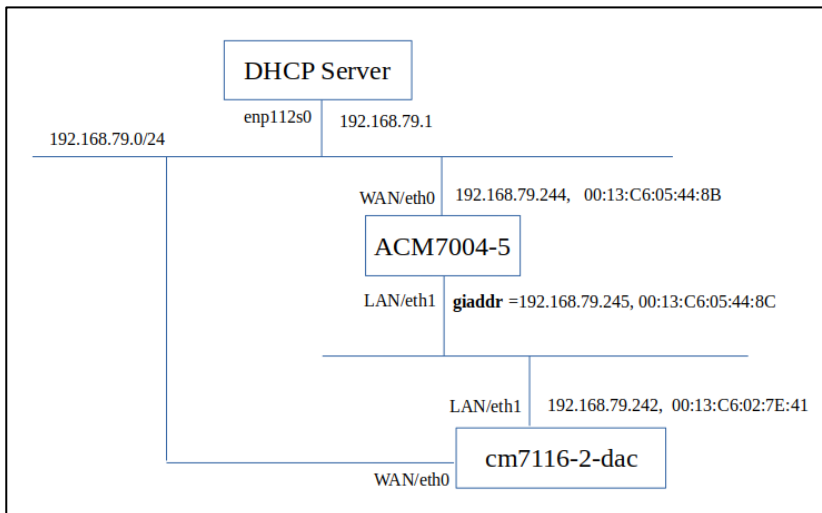 DHCP Server
enp112s0
192.168.79.1
192.168.79.0/24
WAN/eth0
192.168.79.244, 00:13:C6:05:44:8B
ACM7004-5
LAN/eth1
giaddr =192.168.79.245, 00:13:C6:05:44:8C
LAN/eth1
192.168.79.242, 00:13:C6:02:7E:41
cm7116-2-dac
WAN/eth0